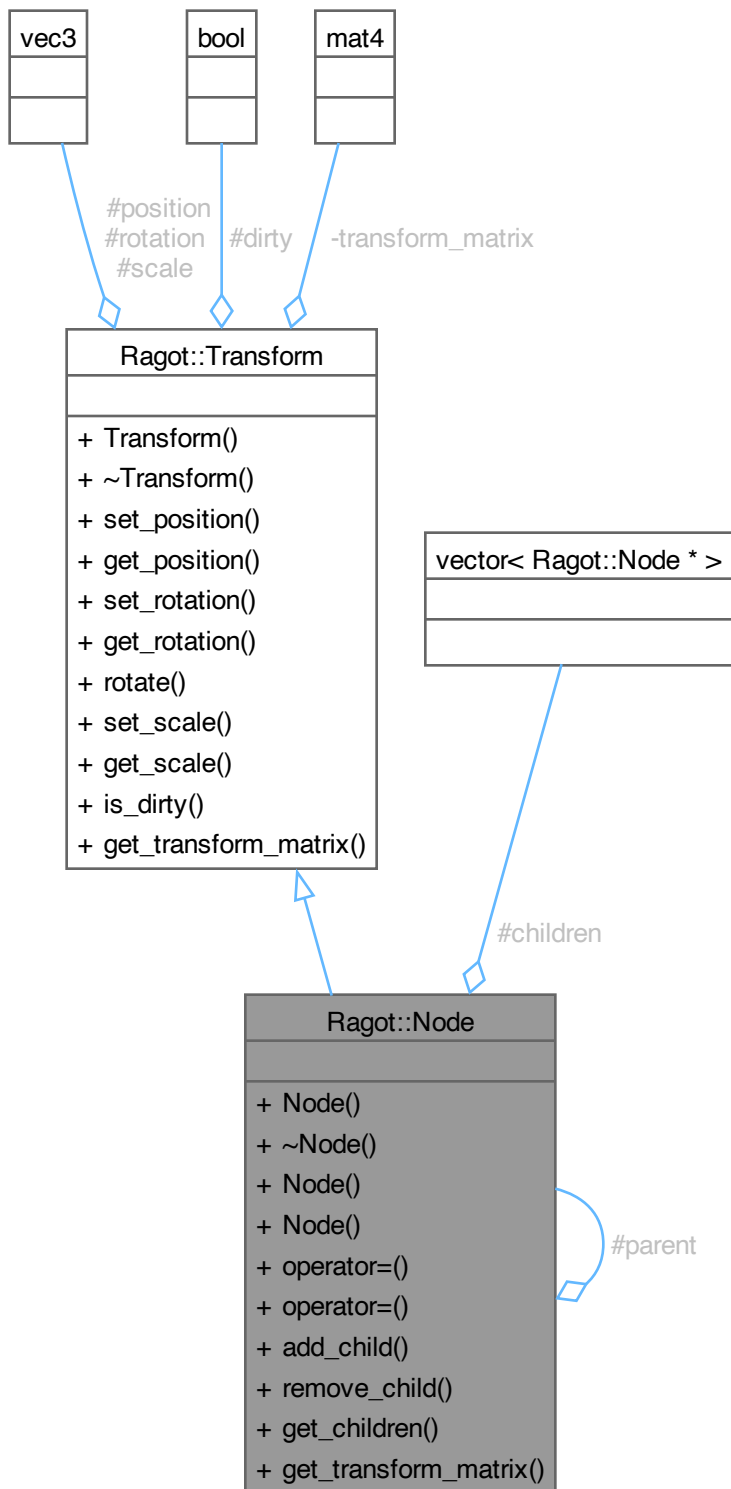 vec3
bool
mat4
#position
#rotation
#scale
#dirty
-transform_matrix
Ragot::Transform
+ Transform()
+ ~Transform()
+ set_position()
+ get_position()
+ set_rotation()
+ get_rotation()
+ rotate()
+ set_scale()
+ get_scale()
+ is_dirty()
+ get_transform_matrix()
vector< Ragot::Node * >
#children
Ragot::Node
+ Node()
+ ~Node()
+ Node()
+ Node()
+ operator=()
+ operator=()
+ add_child()
+ remove_child()
+ get_children()
+ get_transform_matrix()
#parent